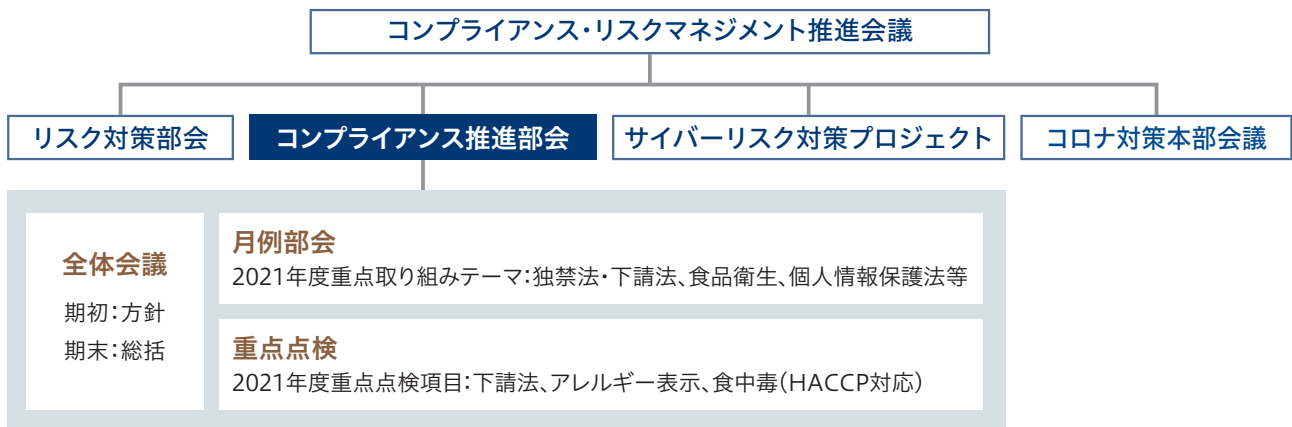 コンプライアンス・リスクマネジメント推進会議
リスク対策部会
コンプライアンス推進部会
サイバーリスク対策プロジェクト
コロナ対策本部会議
全体会議
期初：方針
期末：総括
月例部会
2021年度重点取り組みテーマ：独禁法・下請法、食品衛生、個人情報保護法等
重点点検
2021年度重点点検項目：下請法、アレルギー表示、食中毒（HACCP対応）